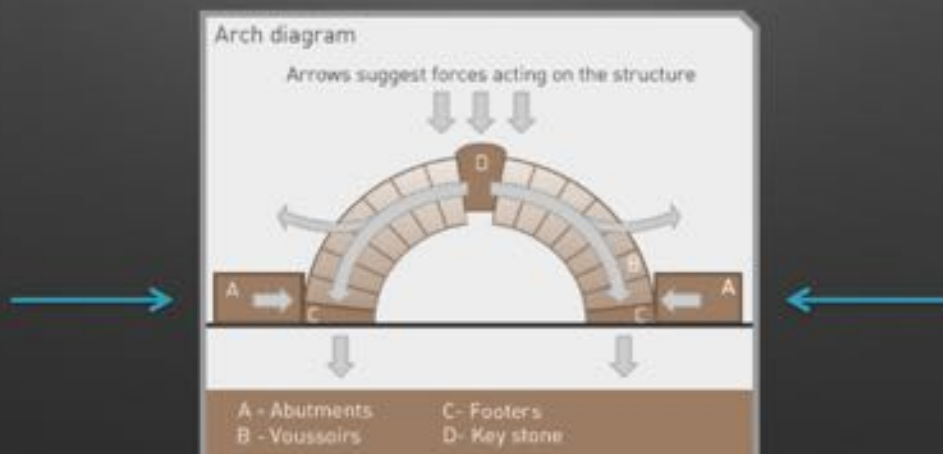 Arch diagram
Arrows suggest forces acting on the structure
D
B
A
A
C
C
A - Abutments
C- Footers
B - Voussoirs
D- Key stone